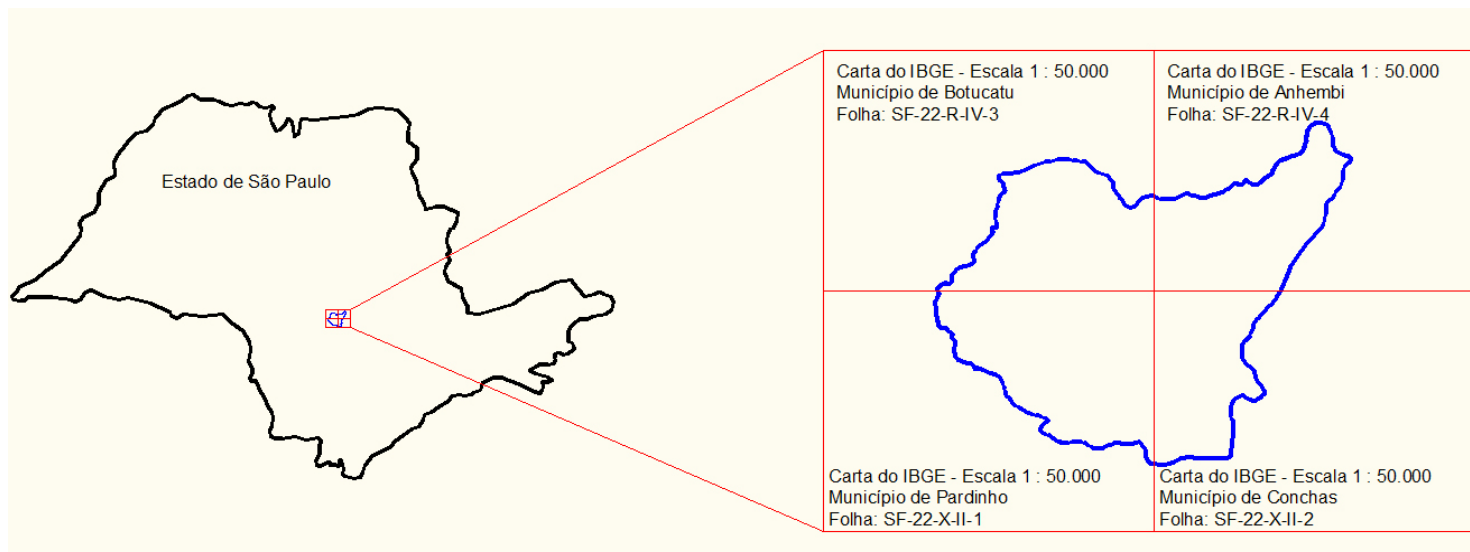 Estado de São Paulo
Carta do IBGE - Escala 1 : 50.000
Município de Botucatu
Folha: SF-22-R-IV-3
Carta do IBGE - Escala 1 : 50.000
Município de Anhembi
Folha: SF-22-R-IV-4
Carta do IBGE - Escala 1 : 50.000
Município de Pardinho
Folha: SF-22-X-II-1
Carta do IBGE - Escala 1 : 50.000
Município de Conchas
Folha: SF-22-X-II-2